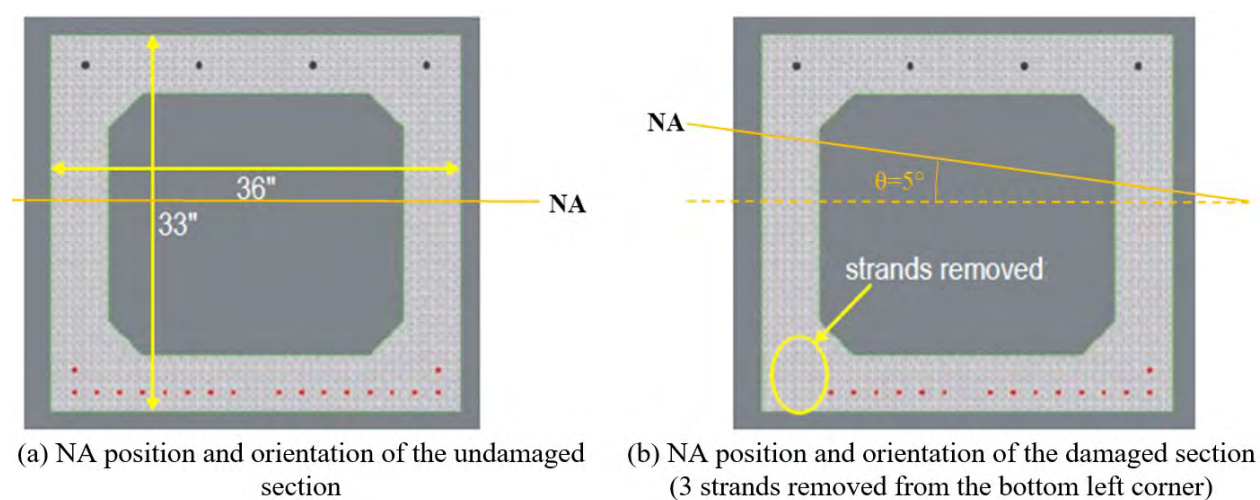 36"
33"
NA
NA
θ=5°
strands removed
(a) NA position and orientation of the undamaged
section
(b) NA position and orientation of the damaged section
(3 strands removed from the bottom left corner)